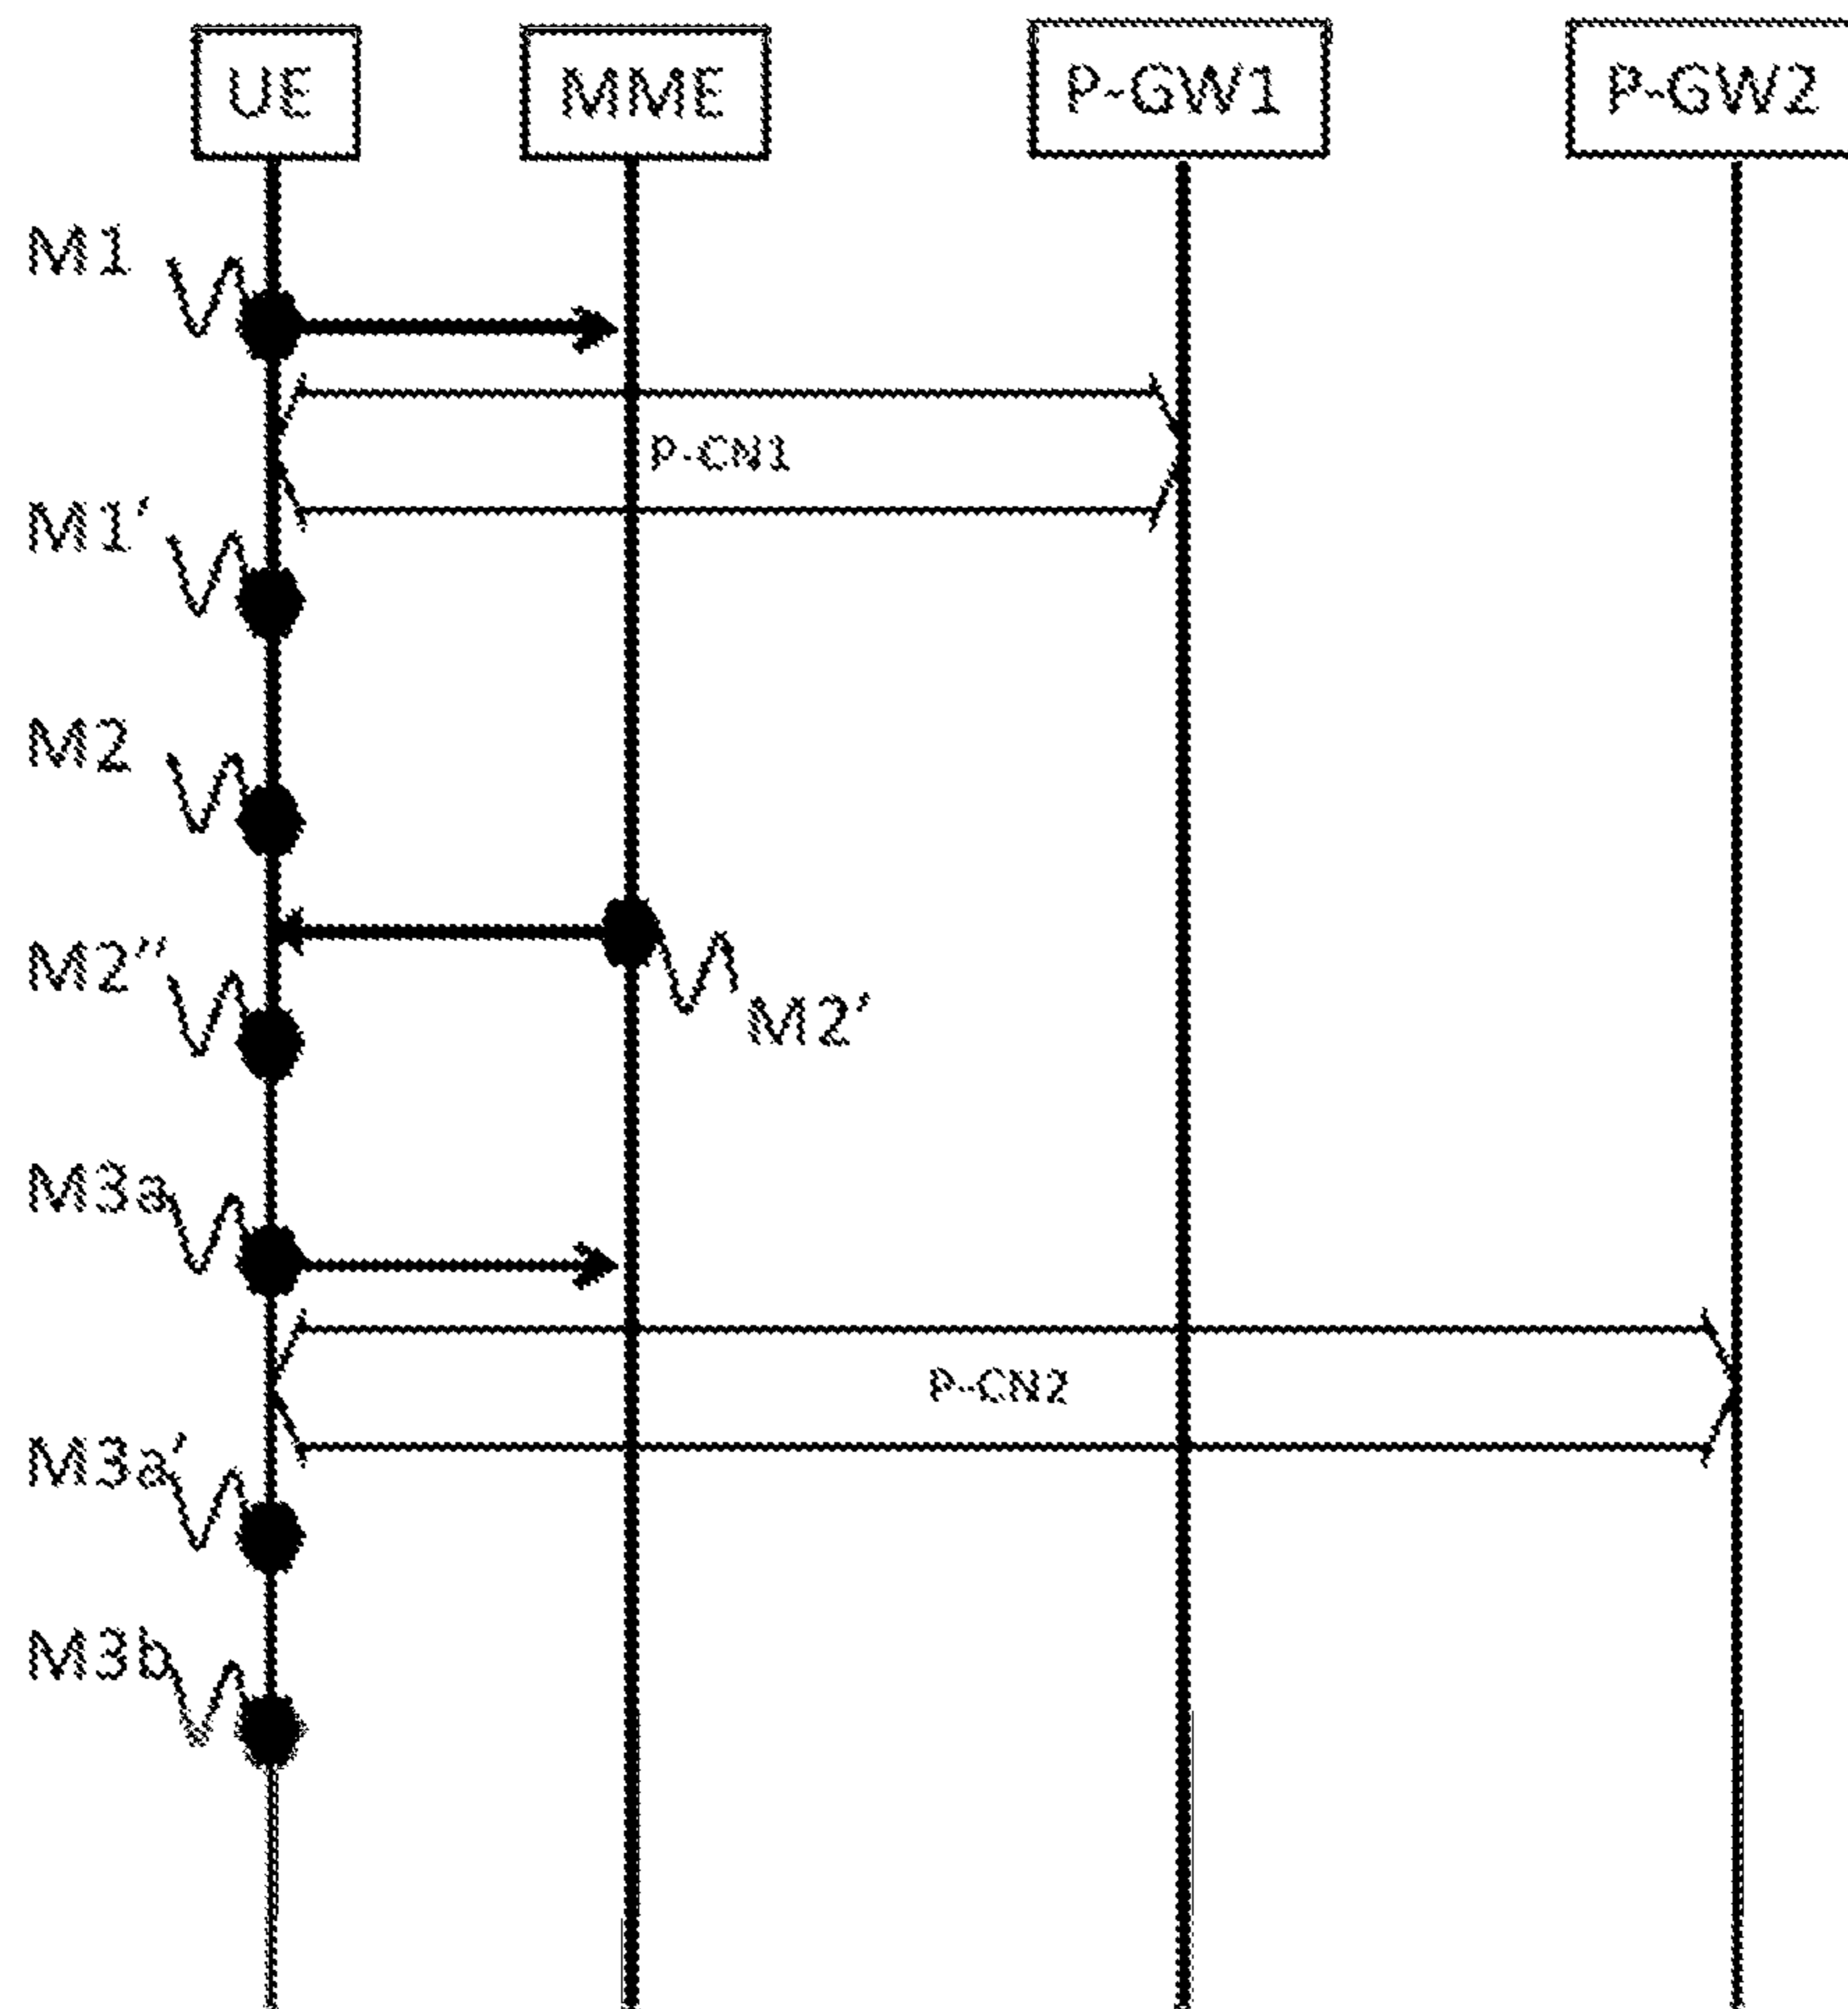 UE MME P-GW1 P-GW2
M1
P-CN1
M1'
M2
M2''
M2'
M3a
P-CN2
M3a'
M3b